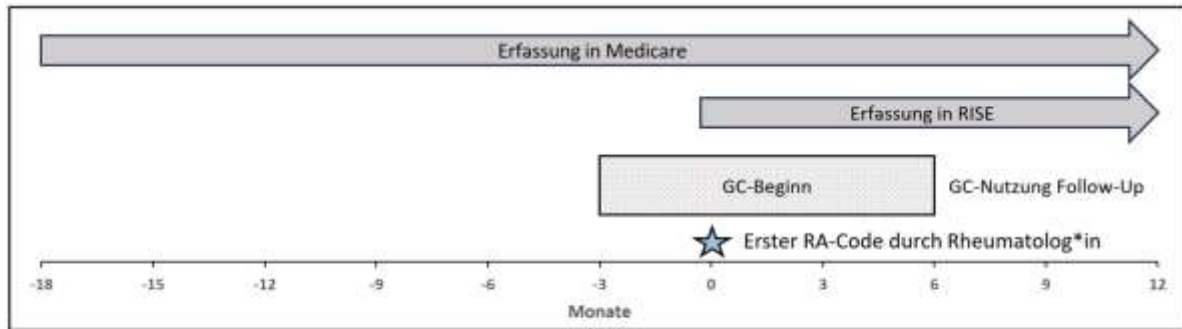 Erfassung in Medicare
Erfassung in RISE
GC-Beginn GC-Nutzung Follow-Up
Erster RA-Code durch Rheumatolog*in
-18 -15 -12 -9 -6 -3 0 3 6 9 12
Monate